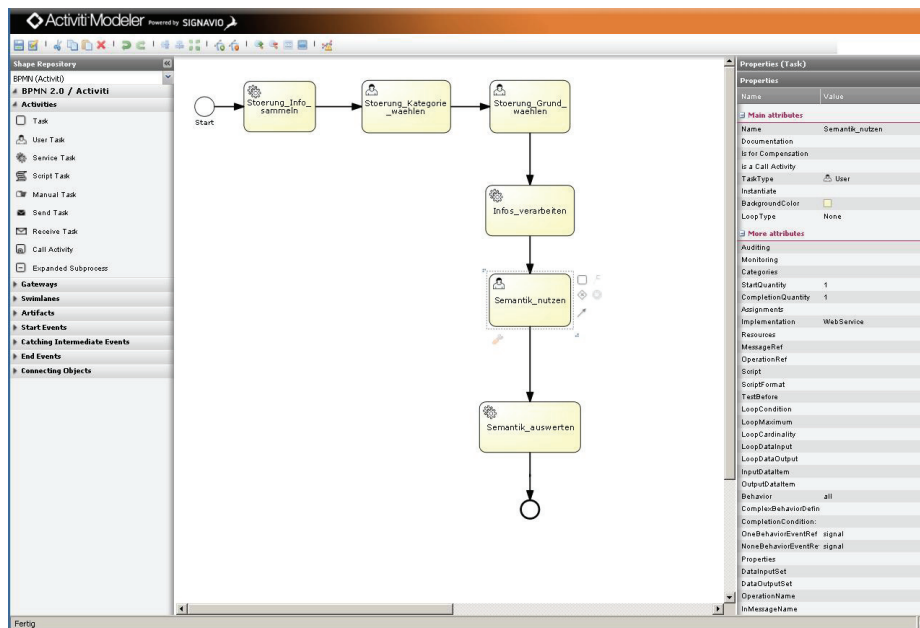 Activiti Modeler Powered by SIGNAVIO
Shape Repository
BPMN (Activiti)
BPMN 2.0 / Activiti
Activities
Task
User Task
Service Task
Script Task
Manual Task
Send Task
Receive Task
Call Activity
Expanded Subprocess
Gateways
Swimlanes
Artifacts
Start Events
Catching Intermediate Events
End Events
Connecting Objects
Start
Stoerung_Info_
sammeln
Stoerung_Kategorie
_waehlen
Stoerung_Grund_
waehlen
Infos_verarbeiten
Semantik_nutzen
Semantik_auswerten
Properties (Task)
Properties
Name Value
Main attributes
Name Semantik_nutzen
Documentation
is for Compensation
is a Call Activity
TaskType User
Instantiate
BackgroundColor
LoopType None
More attributes
Auditing
Monitoring
Categories
StartQuantity 1
CompletionQuantity 1
Assignments
Implementation WebService
Resources
MessageRef
OperationRef
Script
ScriptFormat
TestBefore
LoopCondition
LoopMaximum
LoopCardinality
LoopDataInput
LoopDataOutput
InputDataItem
OutputDataItem
Behavior all
ComplexBehaviorDefin
CompletionCondition:
OneBehaviorEventRef signal
NoneBehaviorEventRe signal
Properties
DataInputSet
DataOutputSet
OperationName
InMessageName
Fertig